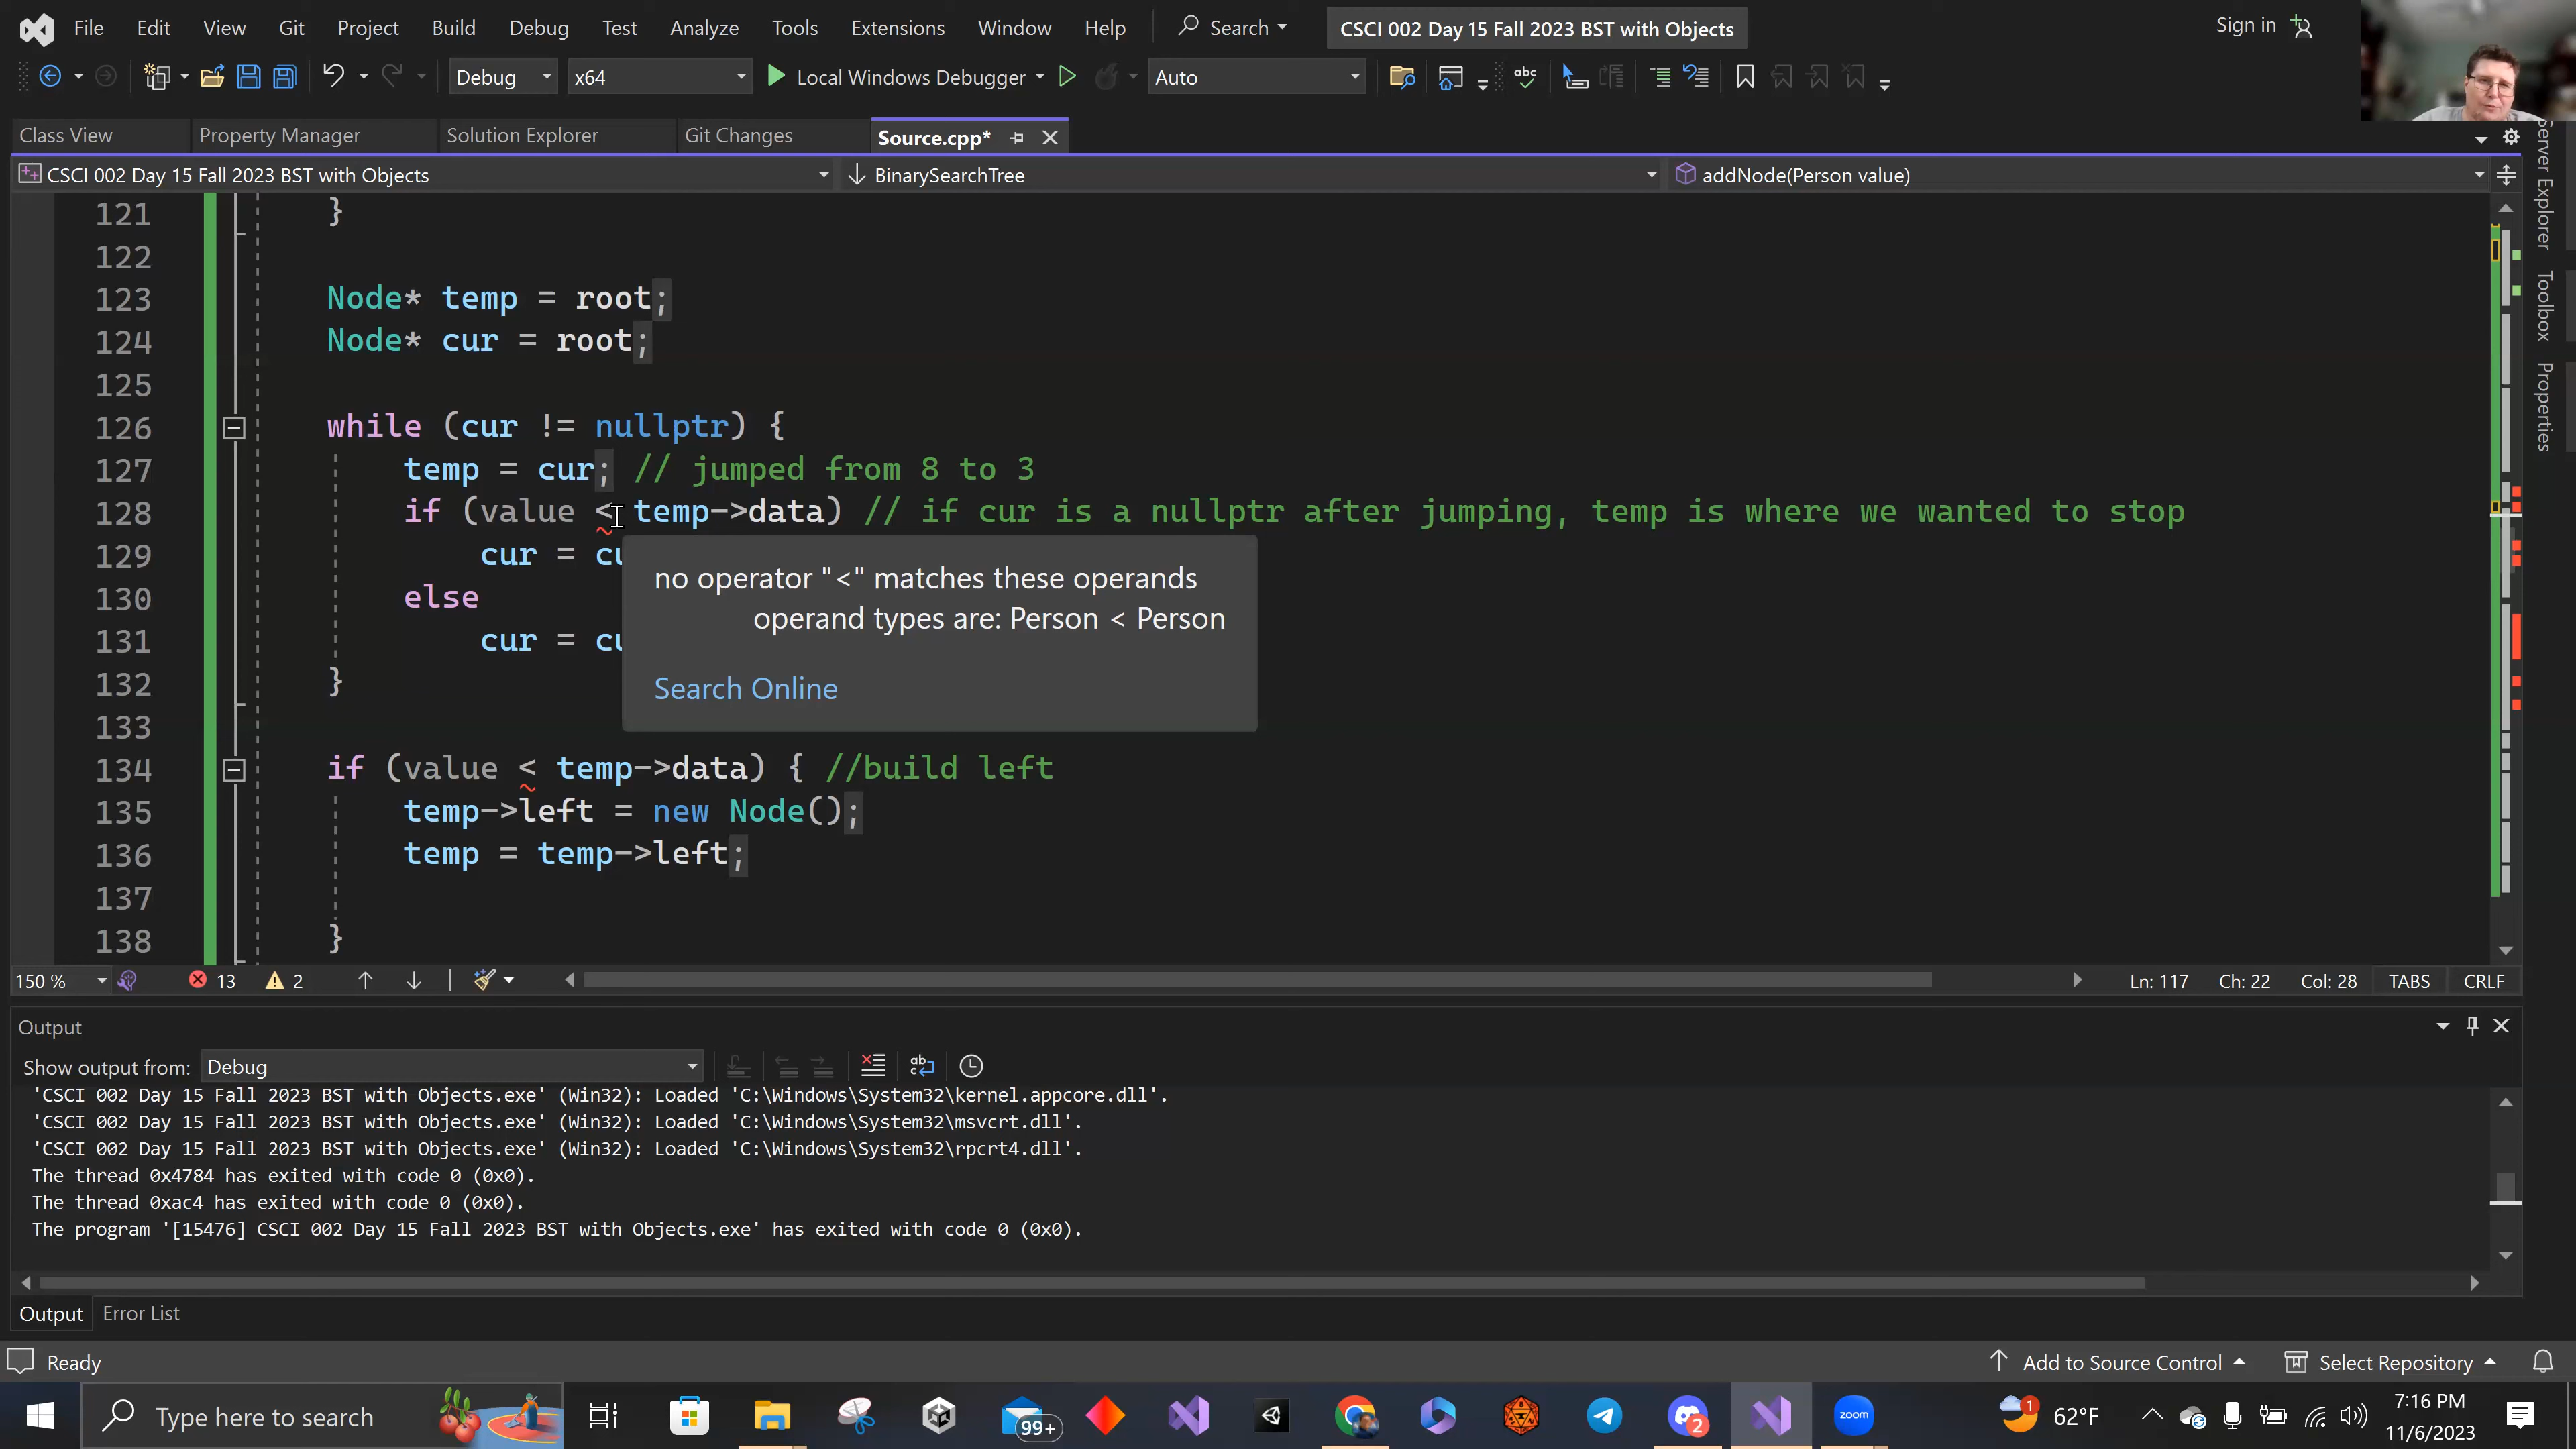 File Edit View Git Project Build Debug Test Analyze Tools Extensions Window Help Search CSCI 002 Day 15 Fall 2023 BST with Objects Sign in
Debug x64 Local Windows Debugger Auto
Class View Property Manager Solution Explorer Git Changes Source.cpp*
CSCI 002 Day 15 Fall 2023 BST with Objects BinarySearchTree addNode(Person value)
121 }
122
123 Node* temp = root;
124 Node* cur = root;
125
126 while (cur != nullptr) {
127 temp = cur; // jumped from 8 to 3
128 if (value < temp->data) // if cur is a nullptr after jumping, temp is where we wanted to stop
129 cur = cu
no operator "<" matches these operands
130 else
operand types are: Person < Person
131 cur = cu
132 }
Search Online
133
134 if (value < temp->data) { //build left
135 temp->left = new Node();
136 temp = temp->left;
137
138 }
150 % 13 2 Ln: 117 Ch: 22 Col: 28 TABS CRLF
Output
Show output from: Debug
'CSCI 002 Day 15 Fall 2023 BST with Objects.exe' (Win32): Loaded 'C:\Windows\System32\kernel.appcore.dll'.
'CSCI 002 Day 15 Fall 2023 BST with Objects.exe' (Win32): Loaded 'C:\Windows\System32\msvcrt.dll'.
'CSCI 002 Day 15 Fall 2023 BST with Objects.exe' (Win32): Loaded 'C:\Windows\System32\rpcrt4.dll'.
The thread 0x4784 has exited with code 0 (0x0).
The thread 0xac4 has exited with code 0 (0x0).
The program '[15476] CSCI 002 Day 15 Fall 2023 BST with Objects.exe' has exited with code 0 (0x0).
Output Error List
Ready Add to Source Control Select Repository
Type here to search 99+ 2 zoom 1 62°F 7:16 PM
11/6/2023
Server Explorer
Toolbox
Properties